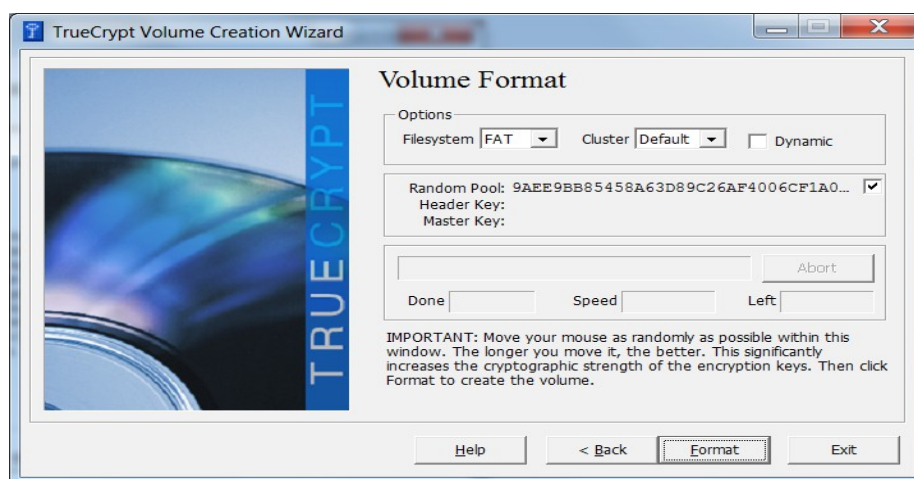 TrueCrypt Volume Creation Wizard
TRUECRYPT
Volume Format
Options
Filesystem FAT Cluster Default Dynamic
Random Pool: 9AEE9BB85458A63D89C26AF4006CF1A0...
Header Key:
Master Key:
Abort
Done Speed Left
IMPORTANT: Move your mouse as randomly as possible within this
window. The longer you move it, the better. This significantly
increases the cryptographic strength of the encryption keys. Then click
Format to create the volume.
Help < Back Format Exit